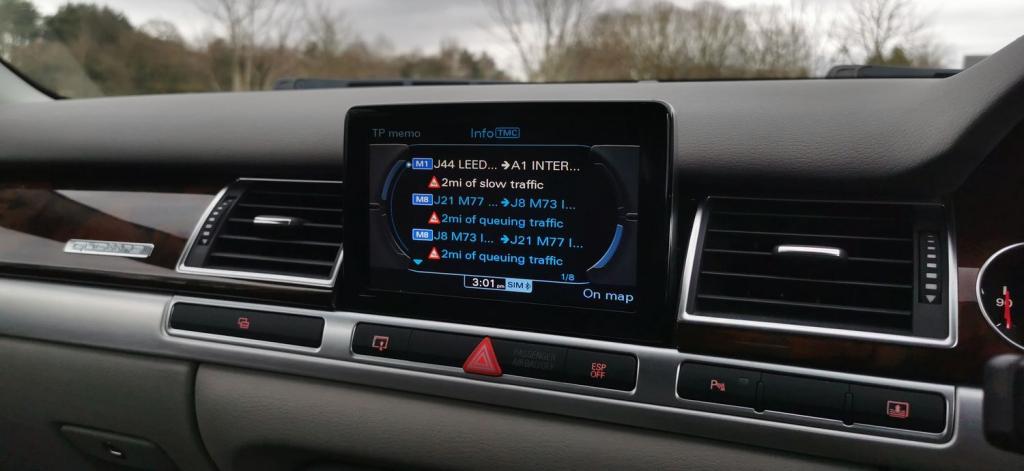 TP memo
Info TMC
M1 J44 LEED... → A1 INTER...
2mi of slow traffic
M8 J21 M77 ... → J8 M73 I...
2mi of queuing traffic
M8 J8 M73 I... → J21 M77 I...
2mi of queuing traffic
1/8
3:01 pm SIM
On map
PASSENGER
AIRBAG OFF
ESP
OFF
P
90